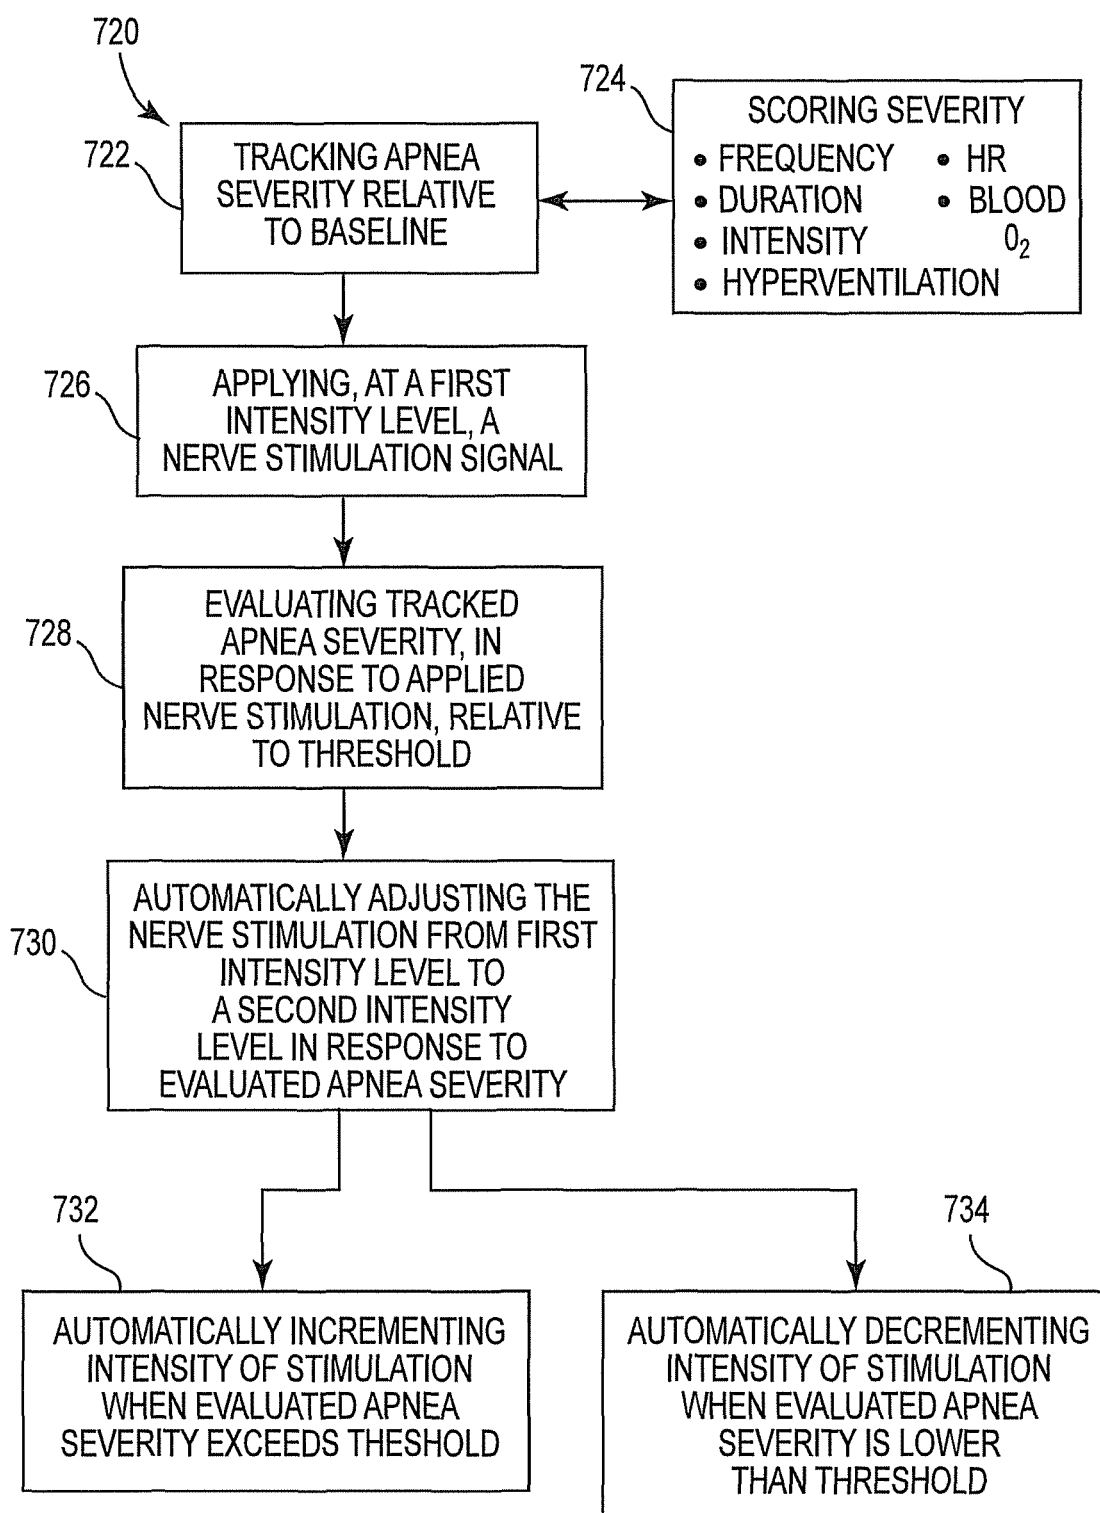 720
722
TRACKING APNEA
SEVERITY RELATIVE
TO BASELINE
724
SCORING SEVERITY
• FREQUENCY • HR
• DURATION • BLOOD
• INTENSITY O₂
• HYPERVENTILATION
726
APPLYING, AT A FIRST
INTENSITY LEVEL, A
NERVE STIMULATION SIGNAL
728
EVALUATING TRACKED
APNEA SEVERITY, IN
RESPONSE TO APPLIED
NERVE STIMULATION, RELATIVE
TO THRESHOLD
730
AUTOMATICALLY ADJUSTING THE
NERVE STIMULATION FROM FIRST
INTENSITY LEVEL TO
A SECOND INTENSITY
LEVEL IN RESPONSE TO
EVALUATED APNEA SEVERITY
732
AUTOMATICALLY INCREMENTING
INTENSITY OF STIMULATION
WHEN EVALUATED APNEA
SEVERITY EXCEEDS THESHOLD
734
AUTOMATICALLY DECREMENTING
INTENSITY OF STIMULATION
WHEN EVALUATED APNEA
SEVERITY IS LOWER
THAN THRESHOLD